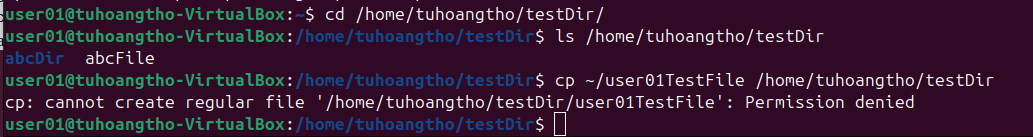 user01@tuhoangtho-VirtualBox:~$ cd /home/tuhoangtho/testDir/
user01@tuhoangtho-VirtualBox:/home/tuhoangtho/testDir$ ls /home/tuhoangtho/testDir
abcDir  abcFile
user01@tuhoangtho-VirtualBox:/home/tuhoangtho/testDir$ cp ~/user01TestFile /home/tuhoangtho/testDir
cp: cannot create regular file '/home/tuhoangtho/testDir/user01TestFile': Permission denied
user01@tuhoangtho-VirtualBox:/home/tuhoangtho/testDir$